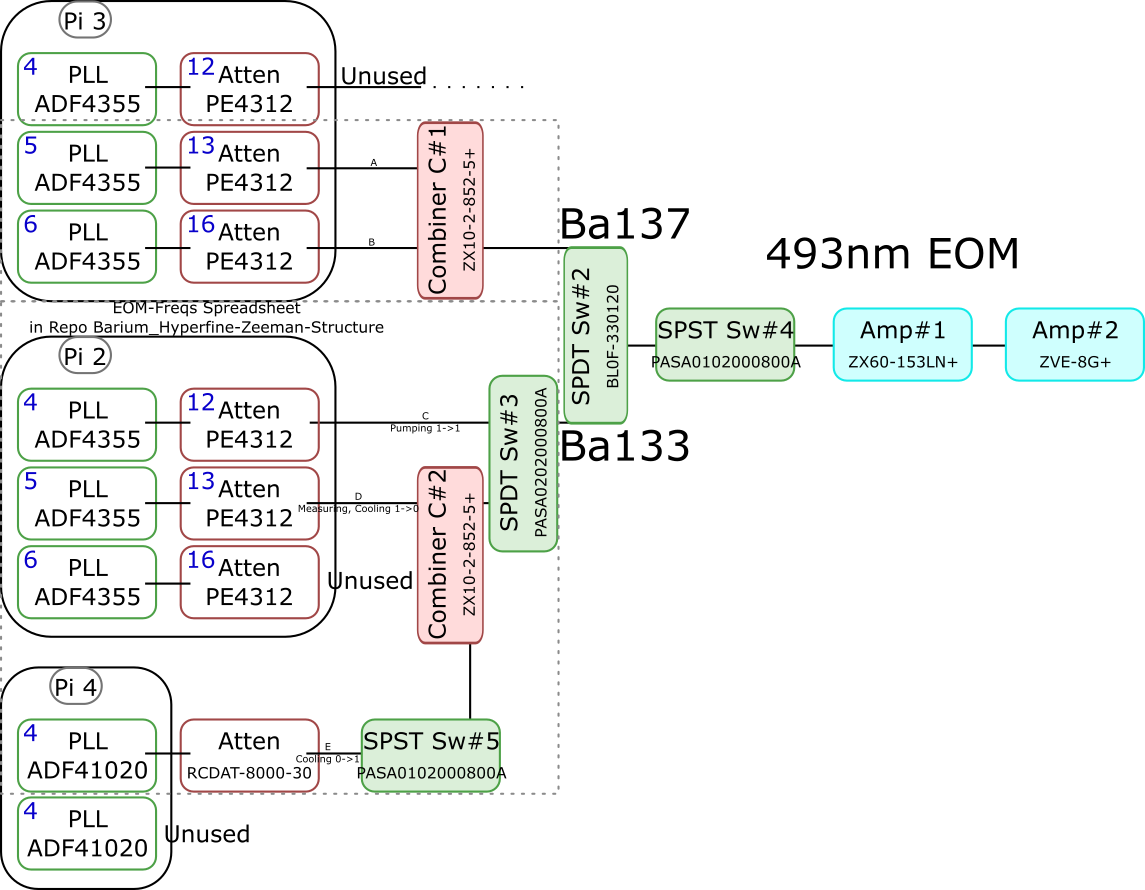 Pi 3
4
PLL
ADF4355
12
Atten
PE4312
Unused
5
PLL
ADF4355
13
Atten
PE4312
A
6
PLL
ADF4355
16
Atten
PE4312
B
Combiner C#1
ZX10-2-852-5+
Ba137
493nm EOM
SPDT Sw#2
BL0F-330120
SPST Sw#4
PASA0102000800A
Amp#1
ZX60-153LN+
Amp#2
ZVE-8G+
EOM-Freqs Spreadsheet
in Repo Barium_Hyperfine-Zeeman-Structure
Pi 2
4
PLL
ADF4355
12
Atten
PE4312
C
Pumping 1->1
SPDT Sw#3
PASA0202000800A
Ba133
5
PLL
ADF4355
13
Atten
PE4312
D
Measuring, Cooling 1->0
Combiner C#2
ZX10-2-852-5+
6
PLL
ADF4355
16
Atten
PE4312
Unused
Pi 4
4
PLL
ADF41020
Atten
RCDAT-8000-30
E
Cooling 0->1
SPST Sw#5
PASA0102000800A
4
PLL
ADF41020
Unused